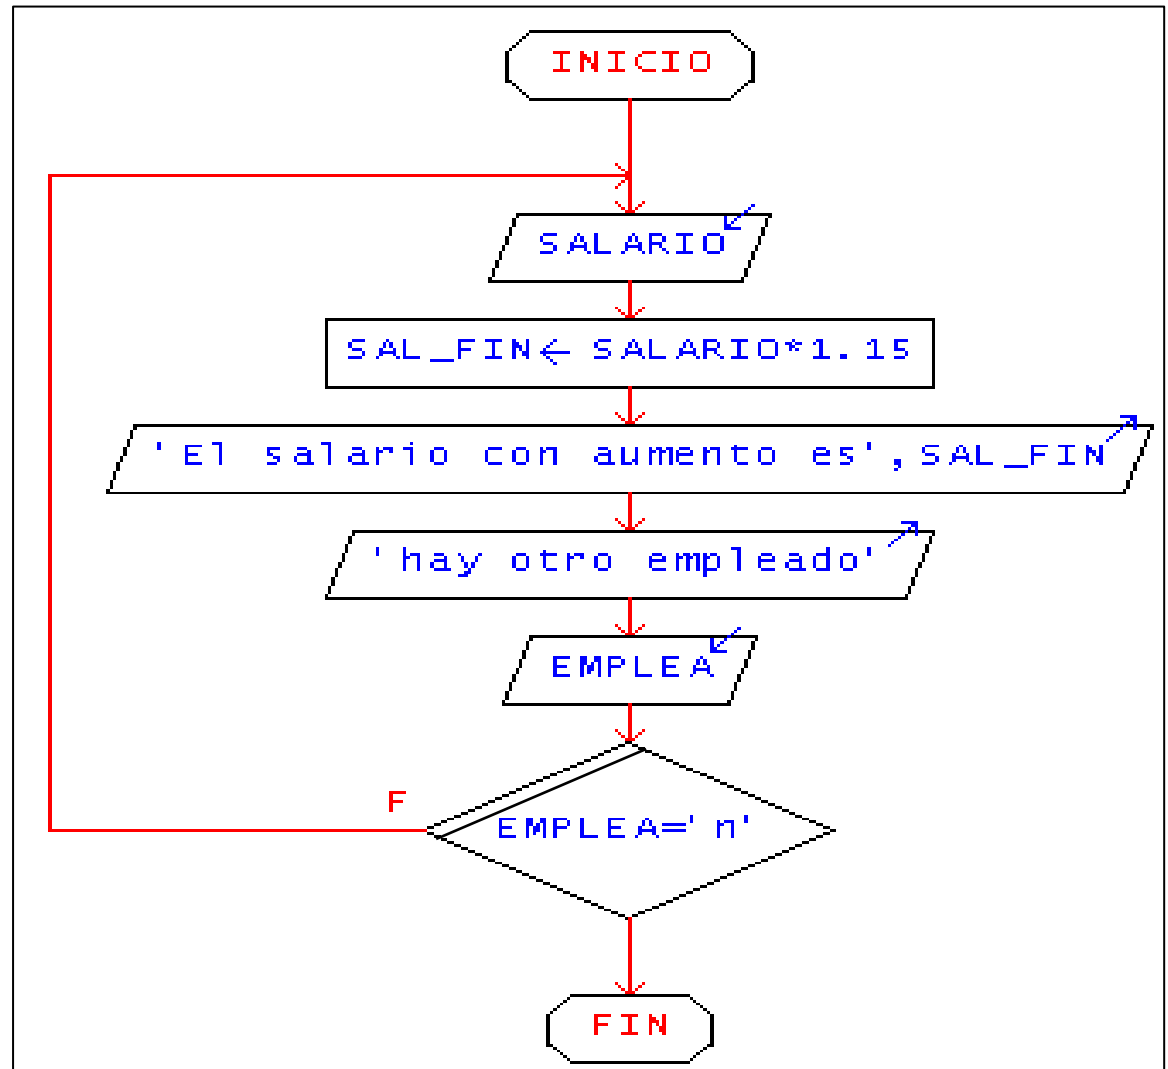 INICIO
SALARIO
SAL_FIN← SALARIO*1.15
'El salario con aumento es',SAL_FIN
'hay otro empleado'
EMPLEA
F
EMPLEA='n'
FIN